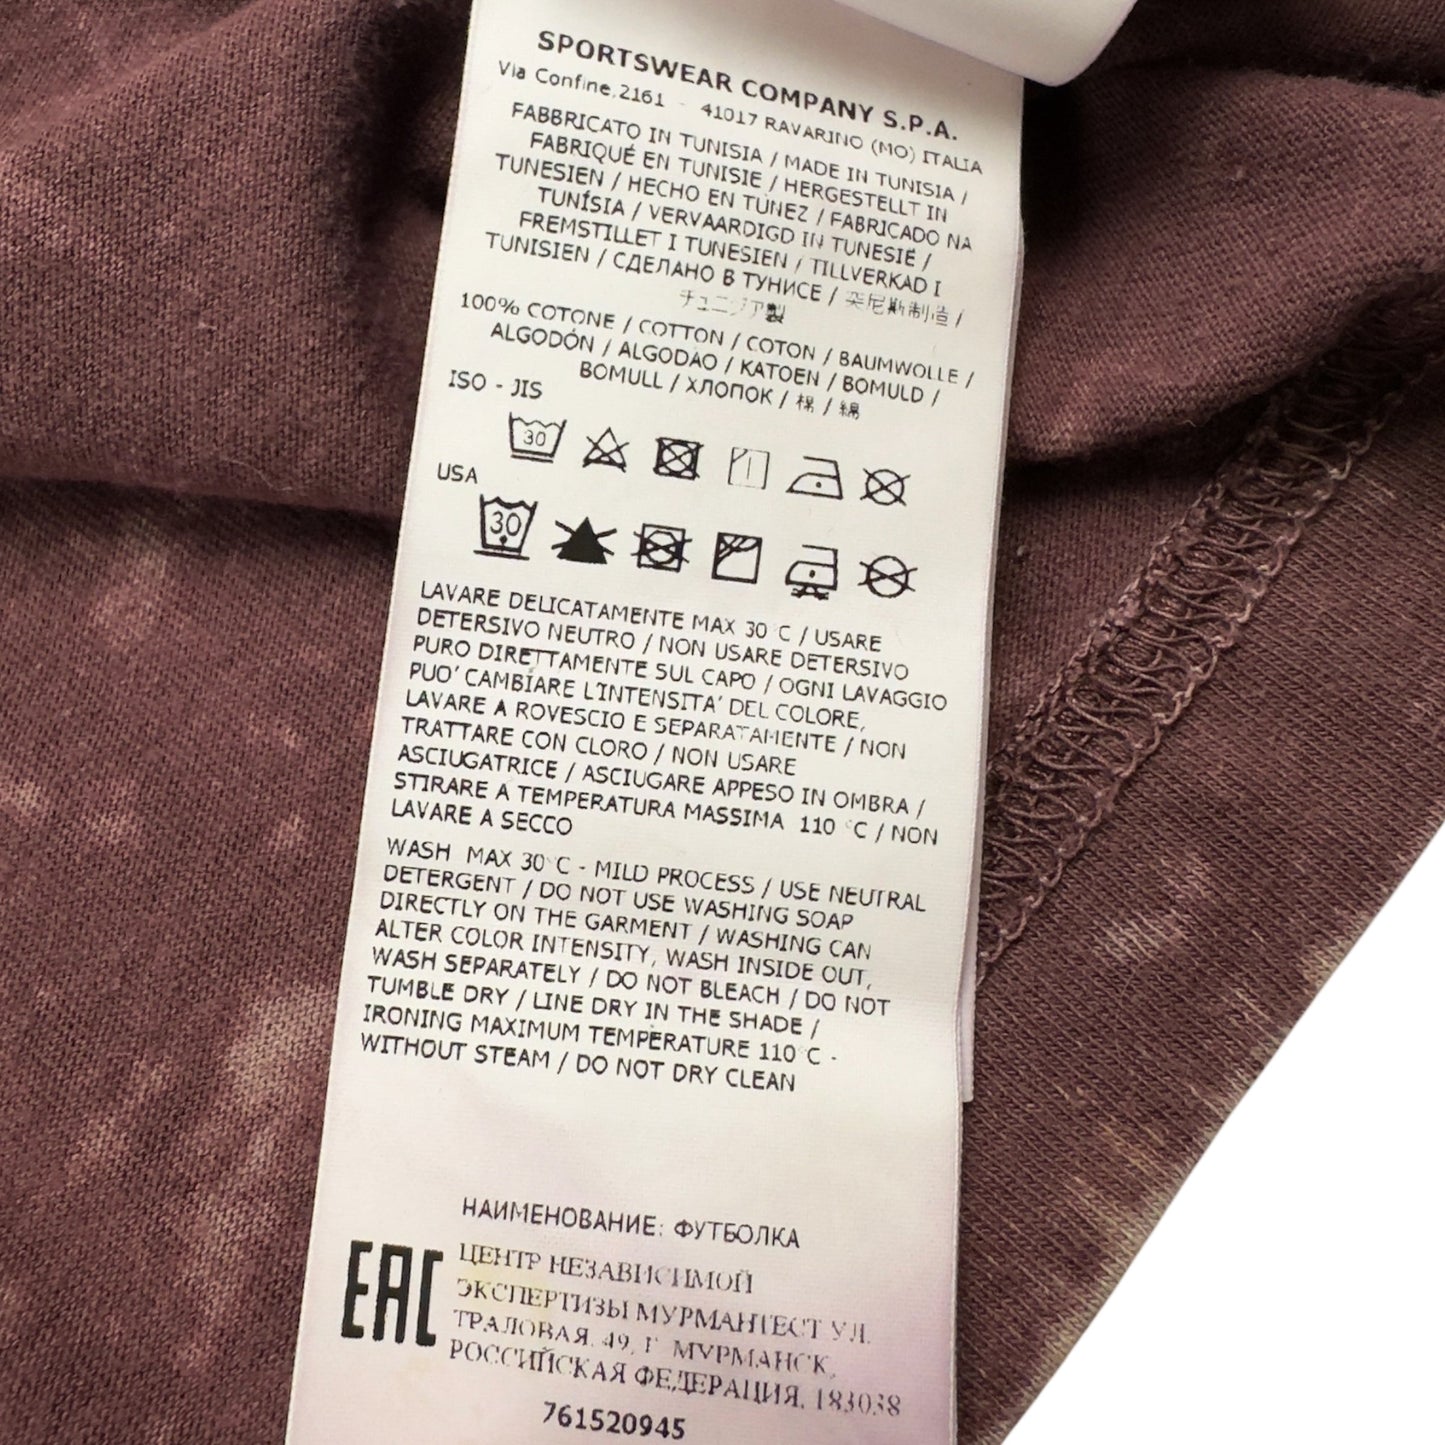 SPORTSWEAR COMPANY S.P.A.
Via Confine,2161 - 41017 RAVARINO (MO) ITALIA
FABBRICATO IN TUNISIA / MADE IN TUNISIA /
FABRIQUÉ EN TUNISIE / HERGESTELLT IN
TUNESIEN / HECHO EN TÚNEZ / FABRICADO NA
TUNÍSIA / VERVAARDIGD IN TUNESIË /
FREMSTILLET I TUNESIEN / TILLVERKAD I
TUNISIEN / СДЕЛАНО В ТУНИСЕ / 突尼斯制造 /
チュニジア製
100% COTONE / COTTON / COTON / BAUMWOLLE /
ALGODÓN / ALGODÃO / KATOEN / BOMULD /
BOMULL / ХЛОПОК / 棉 / 綿
ISO - JIS
30
USA
30
LAVARE DELICATAMENTE MAX 30°C / USARE
DETERSIVO NEUTRO / NON USARE DETERSIVO
PURO DIRETTAMENTE SUL CAPO / OGNI LAVAGGIO
PUO' CAMBIARE L'INTENSITA' DEL COLORE,
LAVARE A ROVESCIO E SEPARATAMENTE / NON
TRATTARE CON CLORO / NON USARE
ASCIUGATRICE / ASCIUGARE APPESO IN OMBRA /
STIRARE A TEMPERATURA MASSIMA 110 °C / NON
LAVARE A SECCO
WASH MAX 30°C - MILD PROCESS / USE NEUTRAL
DETERGENT / DO NOT USE WASHING SOAP
DIRECTLY ON THE GARMENT / WASHING CAN
ALTER COLOR INTENSITY, WASH INSIDE OUT,
WASH SEPARATELY / DO NOT BLEACH / DO NOT
TUMBLE DRY / LINE DRY IN THE SHADE /
IRONING MAXIMUM TEMPERATURE 110°C -
WITHOUT STEAM / DO NOT DRY CLEAN
НАИМЕНОВАНИЕ: ФУТБОЛКА
EAC
ЦЕНТР НЕЗАВИСИМОЙ
ЭКСПЕРТИЗЫ МУРМАНТЕСТ УЛ.
ТРАЛОВАЯ, 49, Г. МУРМАНСК,
РОССИЙСКАЯ ФЕДЕРАЦИЯ, 183038
761520945